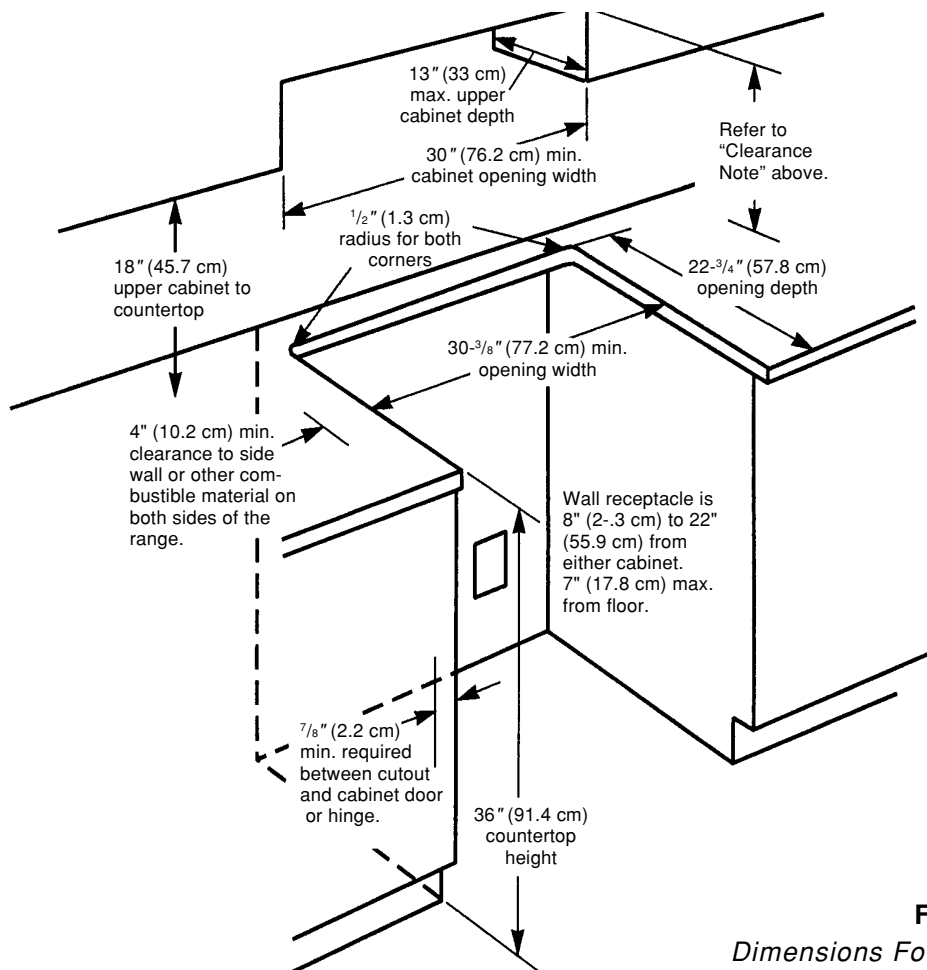 13″ (33 cm)
max. upper
cabinet depth
30″ (76.2 cm) min.
cabinet opening width
Refer to
“Clearance
Note” above.
1/2″ (1.3 cm)
radius for both
corners
18″ (45.7 cm)
upper cabinet to
countertop
22-3/4″ (57.8 cm)
opening depth
30-3/8″ (77.2 cm) min.
opening width
4" (10.2 cm) min.
clearance to side
wall or other com-
bustible material on
both sides of the
range.
Wall receptacle is
8" (2-.3 cm) to 22"
(55.9 cm) from
either cabinet.
7" (17.8 cm) max.
from floor.
7/8″ (2.2 cm)
min. required
between cutout
and cabinet door
or hinge.
36″ (91.4 cm)
countertop
height
F
Dimensions Fo